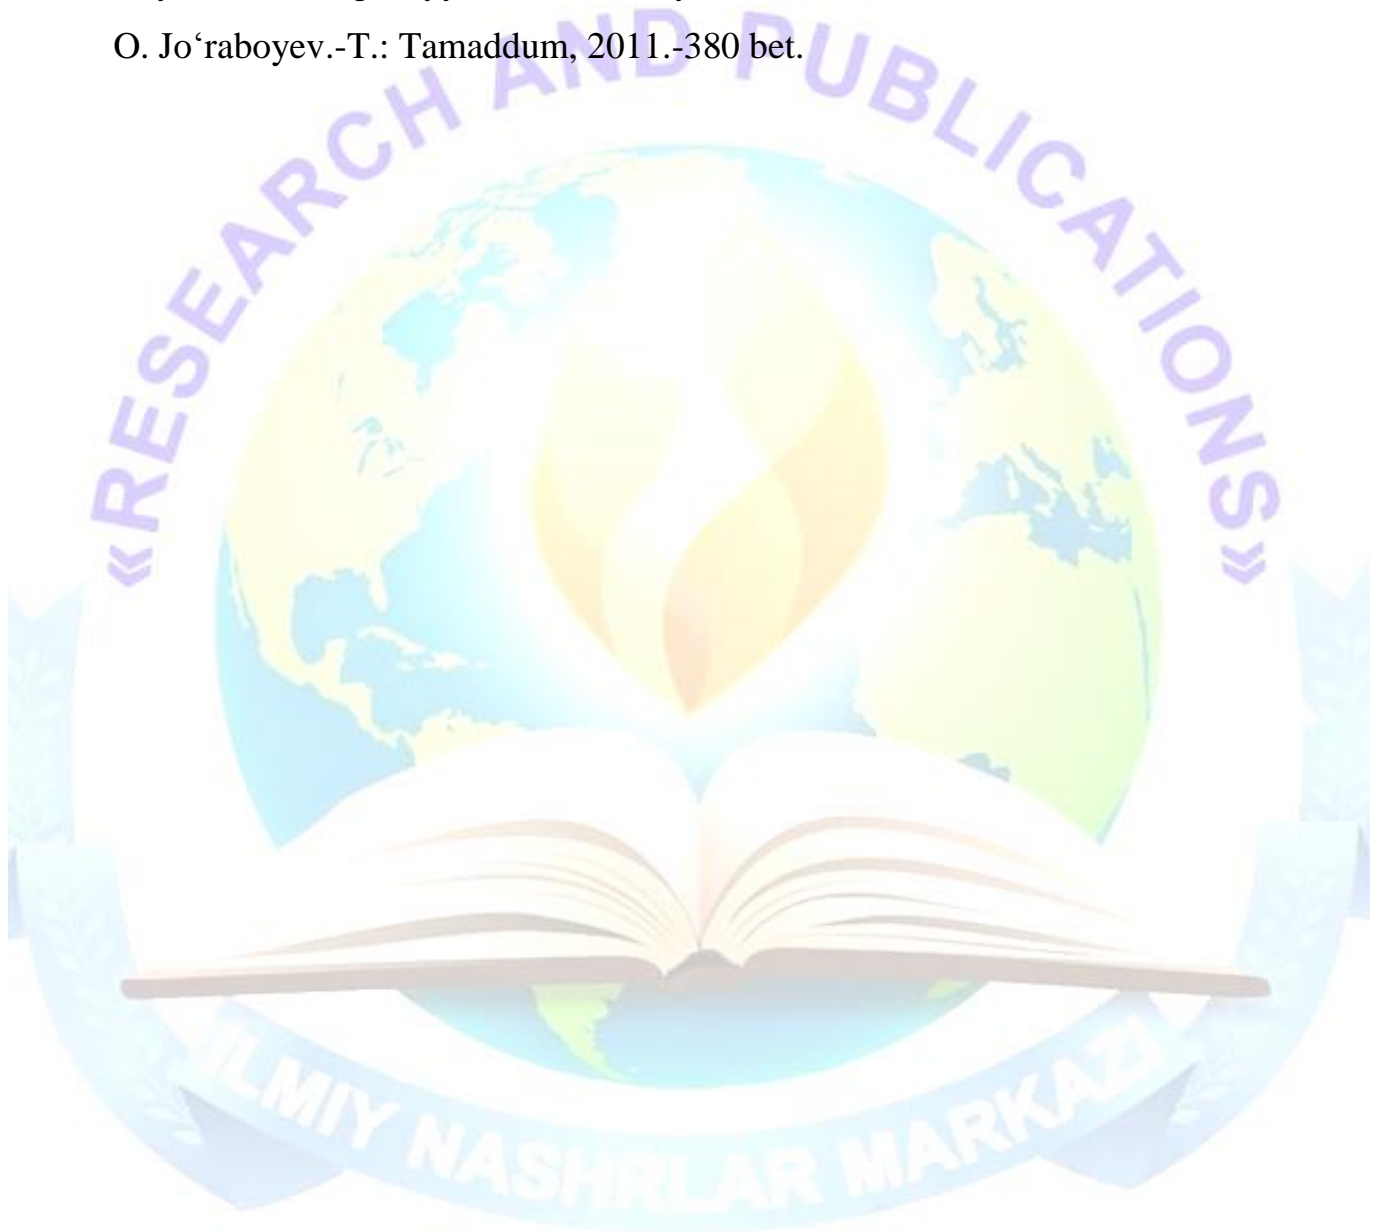 O. Jo‘raboyev.-T.: Tamaddum, 2011.-380 bet.
«RESEARCH AND PUBLICATIONS»
ILMIY NASHRLAR MARKAZI